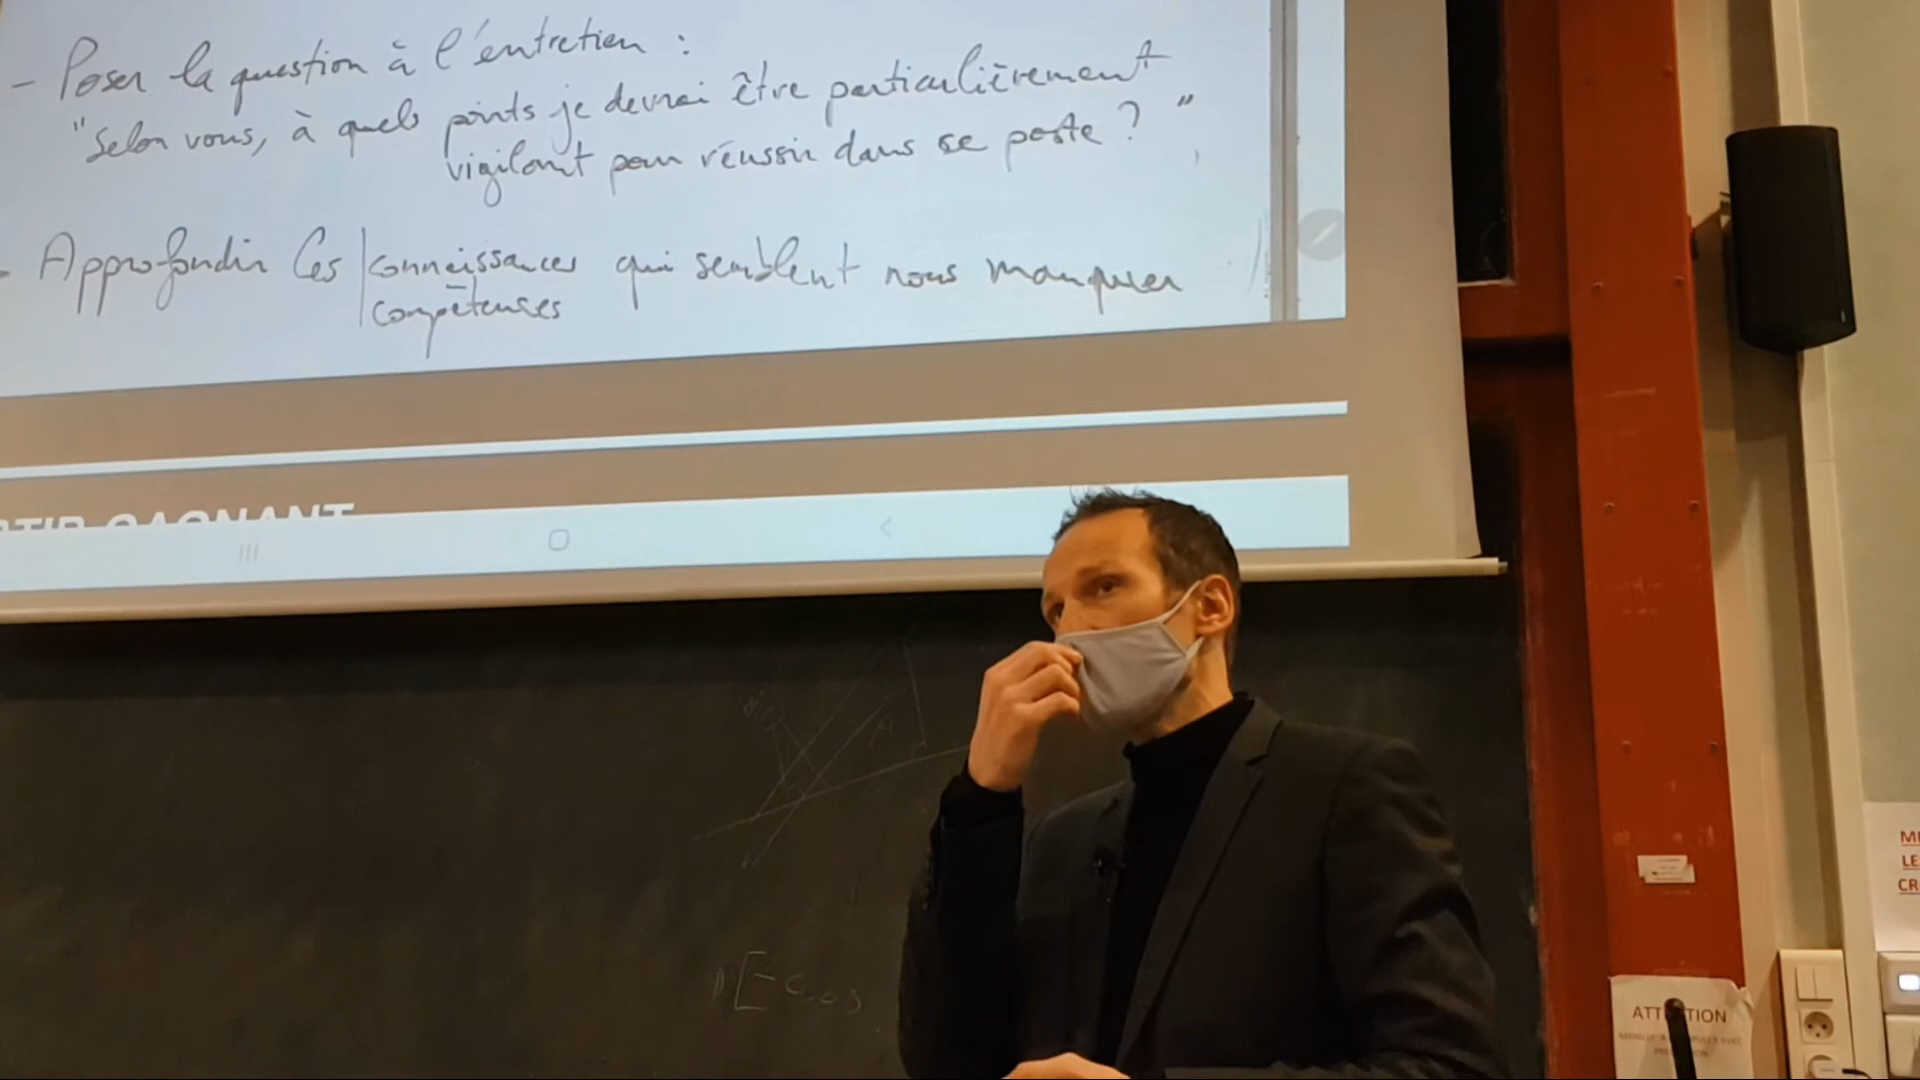 - Poser la question à l'entretien :
"Selon vous, à quels points je devrai être particulièrement
vigilant pour réussir dans se poste ? "
- Approfondir les connaissances qui semblent nous manquer
compétenses
GAGNANT
ATTENTION